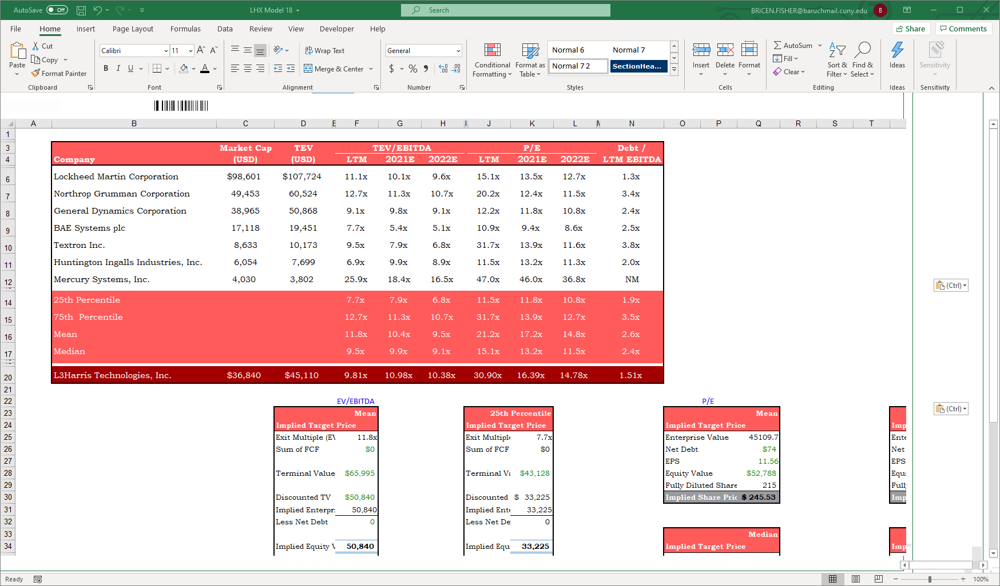 AutoSave Off LHX Model 18 Search BRICEN.FISHER@baruchmail.cuny.edu B
File Home Insert Page Layout Formulas Data Review View Developer Help Share Comments
Paste Cut Copy Format Painter Clipboard
Calibri 11 B I U A Font
Wrap Text Merge & Center Alignment
General $ % Number
Conditional Formatting Format as Table Normal 6 Normal 7 Normal 7 2 SectionHea... Styles
Insert Delete Format Cells
AutoSum Fill Clear Sort & Filter Find & Select Editing
Ideas Ideas
Sensitivity Sensitivity
A B C D E F G H I J K L M N O P Q R S T
1
3 Market Cap TEV TEV/EBITDA P/E Debt /
4 Company (USD) (USD) LTM 2021E 2022E LTM 2021E 2022E LTM EBITDA
6 Lockheed Martin Corporation $98,601 $107,724 11.1x 10.1x 9.6x 15.1x 13.5x 12.7x 1.3x
7 Northrop Grumman Corporation 49,453 60,524 12.7x 11.3x 10.7x 20.2x 12.4x 11.5x 3.4x
8 General Dynamics Corporation 38,965 50,868 9.1x 9.8x 9.1x 12.2x 11.8x 10.8x 2.4x
9 BAE Systems plc 17,118 19,451 7.7x 5.4x 5.1x 10.9x 9.4x 8.6x 2.5x
10 Textron Inc. 8,633 10,173 9.5x 7.9x 6.8x 31.7x 13.9x 11.6x 3.8x
11 Huntington Ingalls Industries, Inc. 6,054 7,699 6.9x 9.9x 8.9x 11.5x 13.2x 11.3x 2.0x
12 Mercury Systems, Inc. 4,030 3,802 25.9x 18.4x 16.5x 47.0x 46.0x 36.8x NM
(Ctrl)
14 25th Percentile 7.7x 7.9x 6.8x 11.5x 11.8x 10.8x 1.9x
15 75th Percentile 12.7x 11.3x 10.7x 31.7x 13.9x 12.7x 3.5x
16 Mean 11.8x 10.4x 9.5x 21.2x 17.2x 14.8x 2.6x
17 Median 9.5x 9.9x 9.1x 15.1x 13.2x 11.5x 2.4x
20 L3Harris Technologies, Inc. $36,840 $45,110 9.81x 10.98x 10.38x 30.90x 16.39x 14.78x 1.51x
21
22 EV/EBITDA P/E
(Ctrl)
23 Mean 25th Percentile Mean
24 Implied Target Price Implied Target Price Implied Target Price Imp
25 Exit Multiple (EV 11.8x Exit Multiple 7.7x Enterprise Value 45109.7 Ente
26 Sum of FCF $0 Sum of FCF $0 Net Debt $74 Net
27 EPS 11.56 EPS
28 Terminal Value $65,995 Terminal Va $43,128 Equity Value $52,788 Equi
29 Fully Diluted Share 215 Fully
30 Discounted TV $50,840 Discounted $ 33,225 Implied Share Pric $ 245.53 Imp
31 Implied Enterpr 50,840 Implied Ente 33,225
32 Less Net Debt 0 Less Net De 0
33 Median
34 Implied Equity V 50,840 Implied Equ 33,225 Implied Target Price Imp
Ready 100%